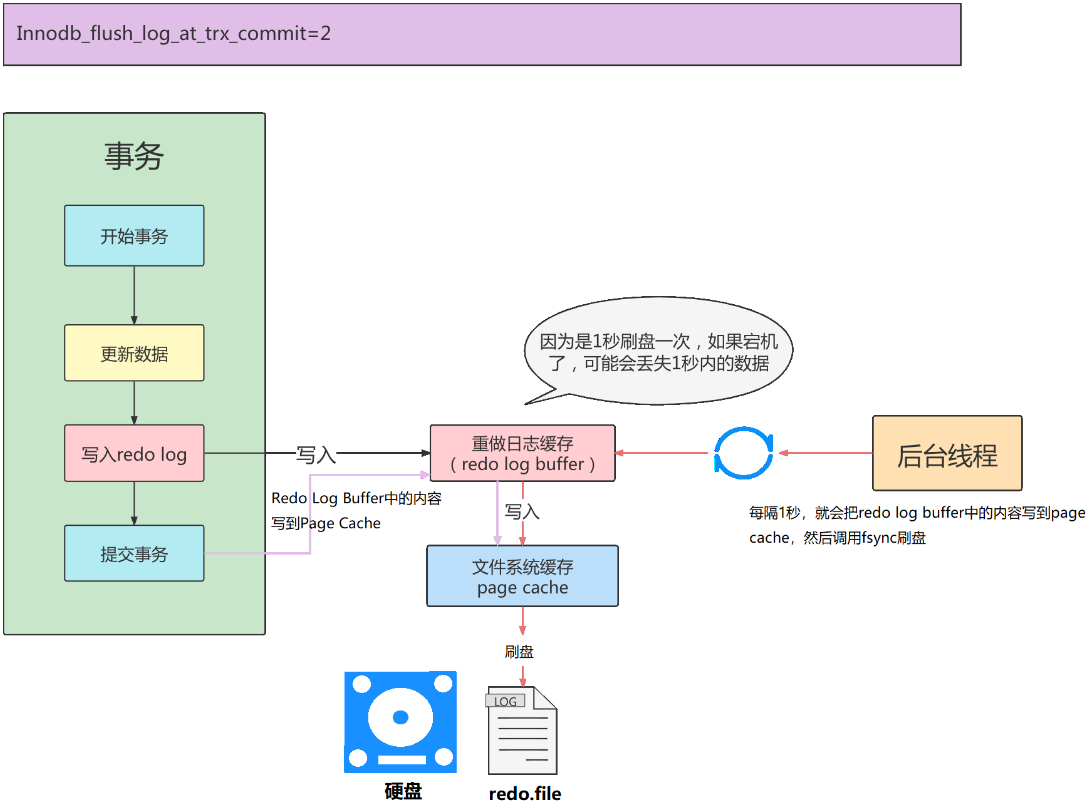 Innodb_flush_log_at_trx_commit=2
事务
开始事务
更新数据
写入redo log
提交事务
写入
Redo Log Buffer中的内容
写到Page Cache
因为是1秒刷盘一次，如果宕机
了，可能会丢失1秒内的数据
重做日志缓存
（redo log buffer）
写入
文件系统缓存
page cache
刷盘
LOG
硬盘
redo.file
后台线程
每隔1秒，就会把redo log buffer中的内容写到page
cache，然后调用fsync刷盘